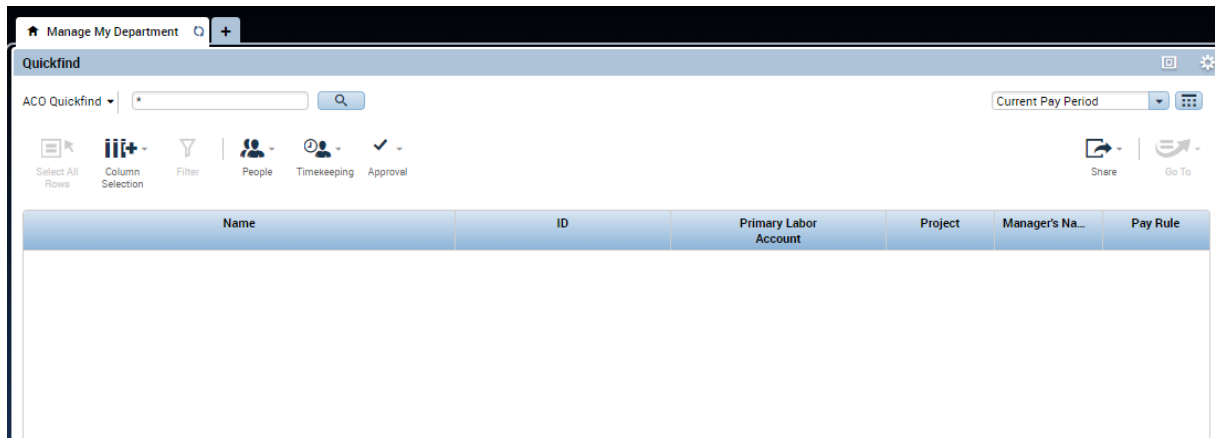 Manage My Department +
Quickfind
ACO Quickfind * Current Pay Period
Select All Rows
Column Selection
Filter
People
Timekeeping
Approval
Share
Go To
Name
ID
Primary Labor Account
Project
Manager's Na...
Pay Rule